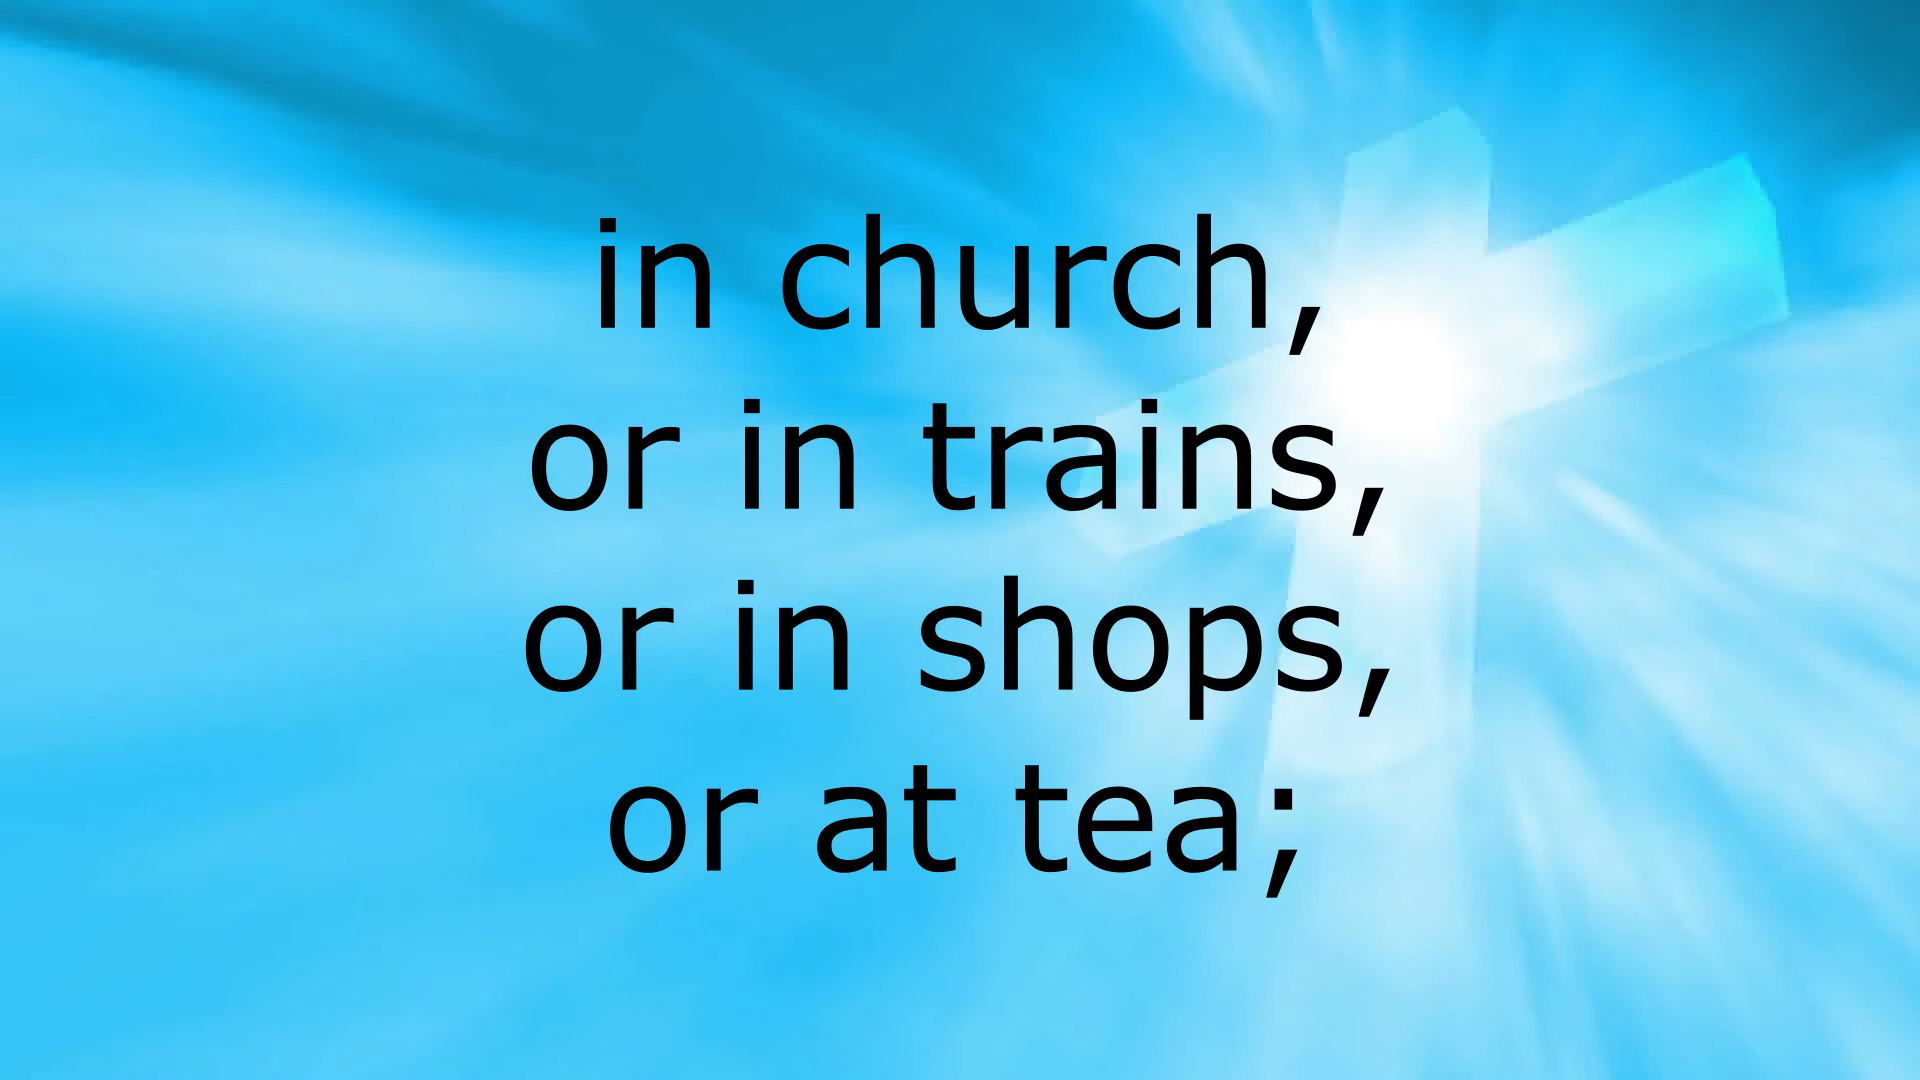 in church,
or in trains,
or in shops,
or at tea;